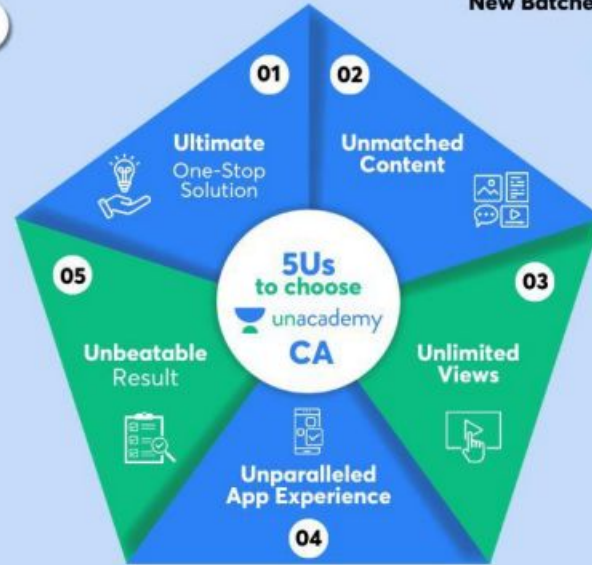 New Batche
01
Ultimate
One-Stop
Solution
02
Unmatched
Content
03
Unlimited
Views
Unparalleled
App Experience
04
05
Unbeatable
Result
5Us
to choose
unacademy
CA